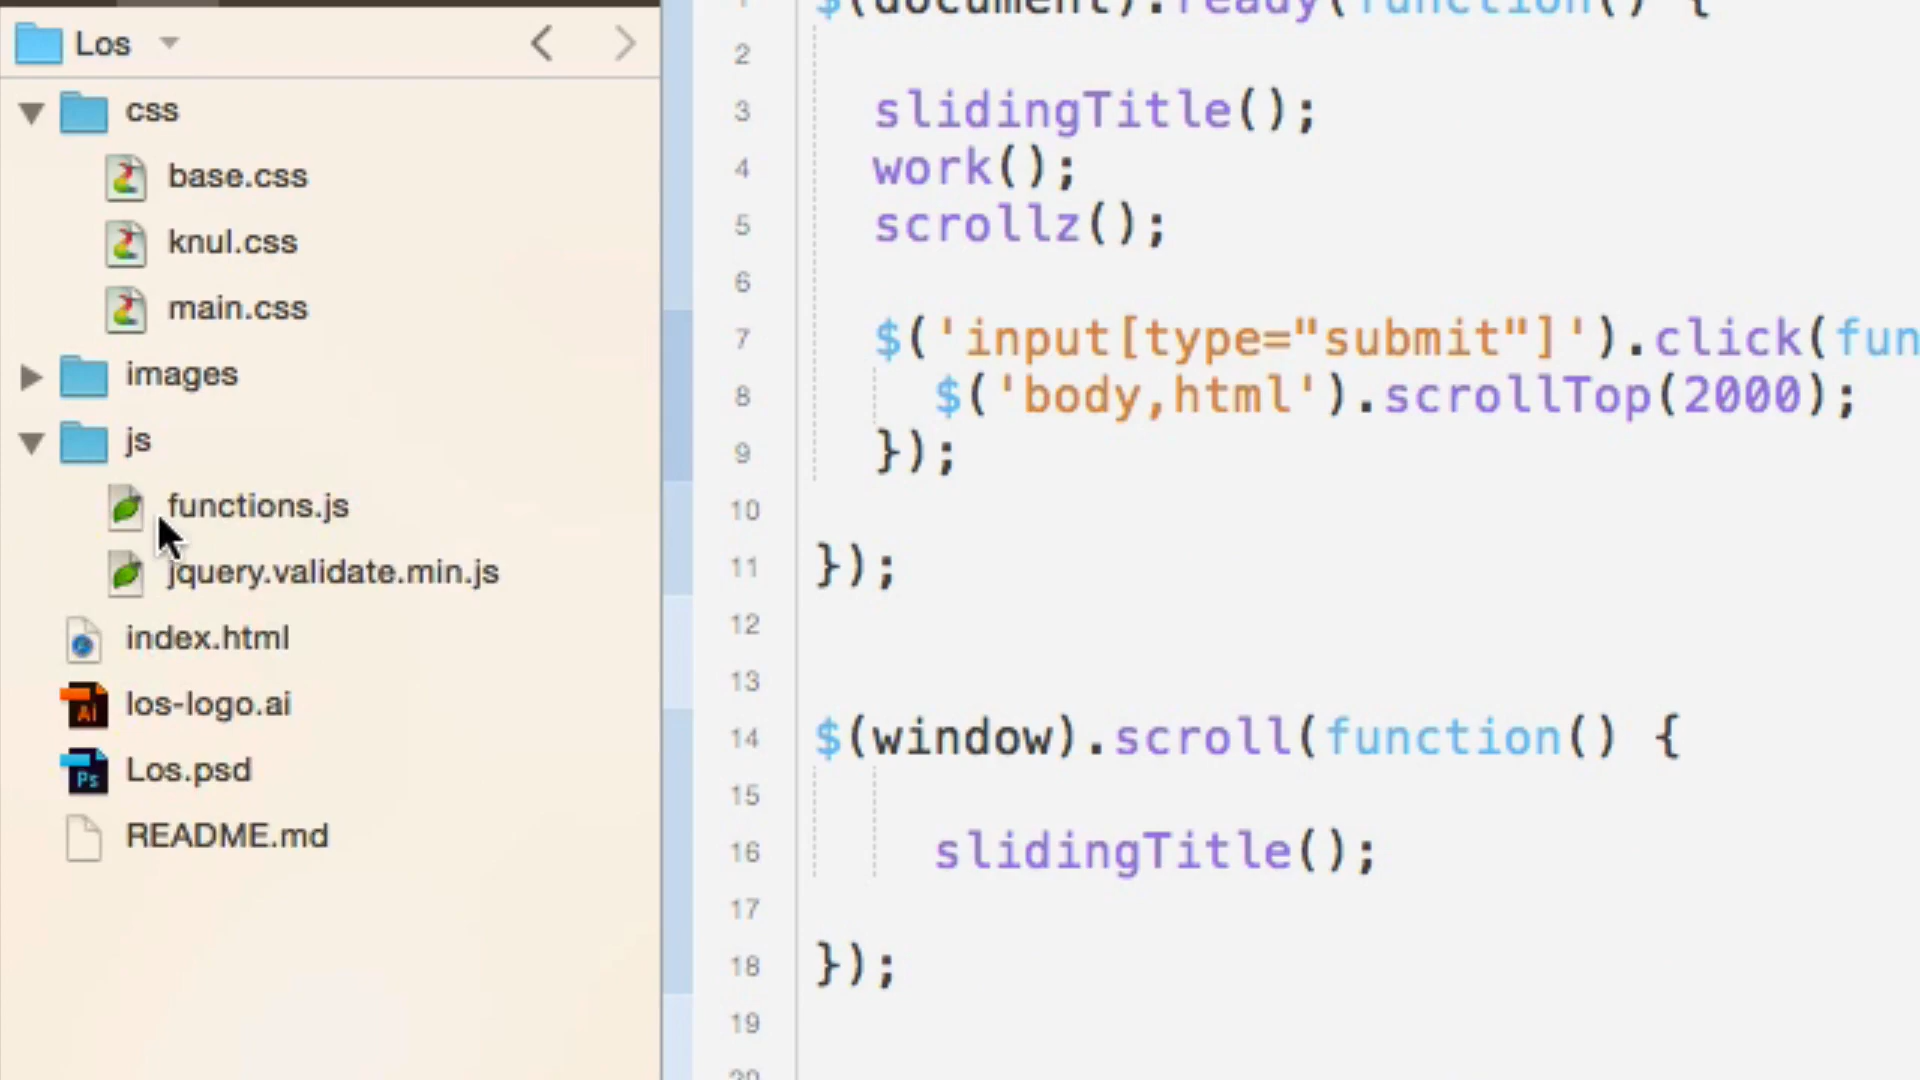 Los
css
base.css
knul.css
main.css
images
js
functions.js
jquery.validate.min.js
index.html
los-logo.ai
Los.psd
README.md
$(document).ready(function() {
2
3 slidingTitle();
4 work();
5 scrollz();
6
7 $('input[type="submit"]').click(fun
8 $('body,html').scrollTop(2000);
9 });
10
11 });
12
13
14 $(window).scroll(function() {
15
16 slidingTitle();
17
18 });
19